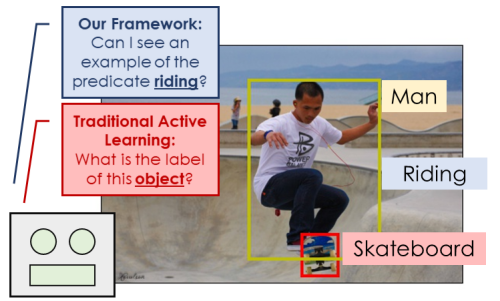 Our Framework:
Can I see an
example of the
predicate riding?
Traditional Active
Learning:
What is the label
of this object?
Man
Riding
Skateboard
POWER